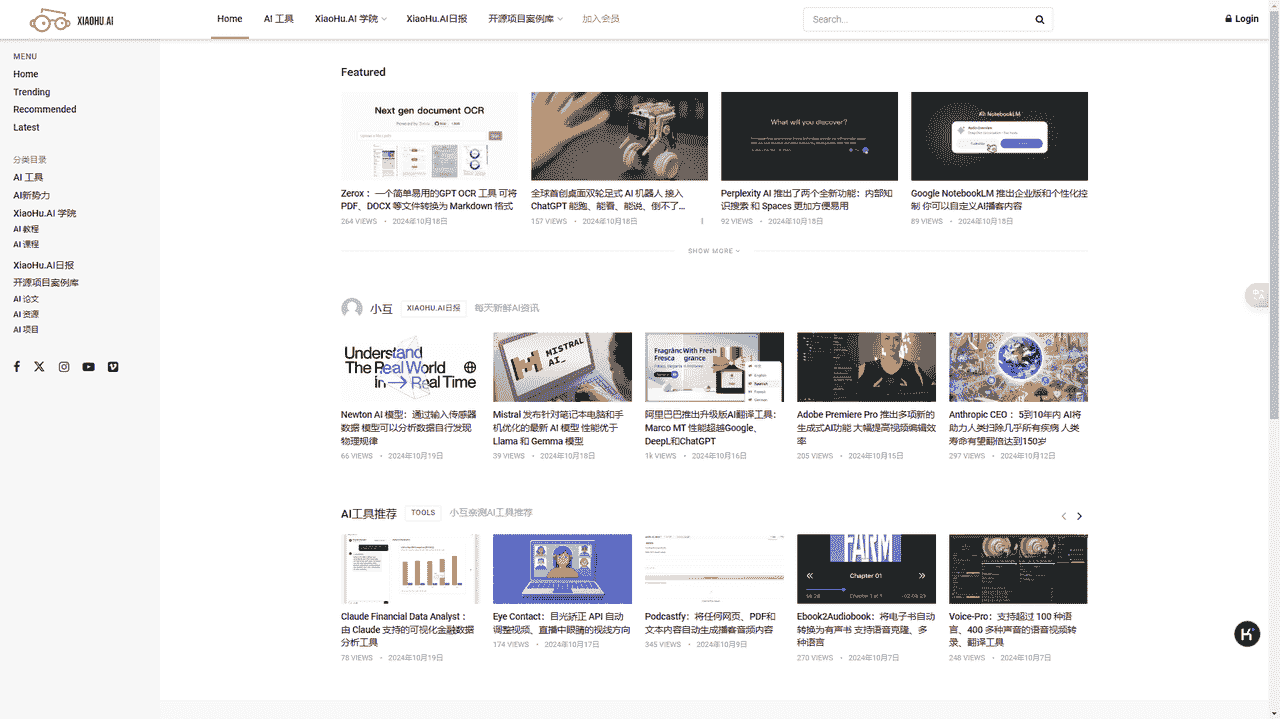 XIAOHU.AI
Home
AI 工具
XiaoHu.AI 学院
XiaoHu.AI日报
开源项目案例库
加入会员
Search...
Login
MENU
Home
Trending
Recommended
Latest
分类目录
AI 工具
AI新势力
XiaoHu.AI 学院
AI 教程
AI 课程
XiaoHu.AI日报
开源项目案例库
AI 论文
AI 资源
AI 项目
Featured
Next gen document OCR
Zerox ：一个简单易用的GPT OCR 工具 可将
PDF、DOCX 等文件转换为 Markdown 格式
264 VIEWS • 2024年10月18日
全球首创桌面双轮足式 AI 机器人 接入
ChatGPT 能跑、能看、能说、倒不了...
157 VIEWS • 2024年10月18日
What will you discover?
Perplexity AI 推出了两个全新功能：内部知
识搜索 和 Spaces 更加方便易用
92 VIEWS • 2024年10月18日
NotebookLM
Google NotebookLM 推出企业版和个性化控
制 你可以自定义AI播客内容
89 VIEWS • 2024年10月18日
SHOW MORE
小互
XIAOHU.AI日报
每天新鲜AI资讯
Understand
The Real World
in → Real Time
Newton AI 模型：通过输入传感器
数据 模型可以分析数据自行发现
物理规律
66 VIEWS • 2024年10月19日
MISTRAL
AI_
Mistral 发布针对笔记本电脑和手
机优化的最新 AI 模型 性能优于
Llama 和 Gemma 模型
39 VIEWS • 2024年10月18日
阿里巴巴推出升级版AI翻译工具：
Marco MT 性能超越Google、
DeepL和ChatGPT
1k VIEWS • 2024年10月16日
Adobe Premiere Pro 推出多项新的
生成式AI功能 大幅提高视频编辑效
率
205 VIEWS • 2024年10月15日
Anthropic CEO ：5到10年内 AI将
助力人类扫除几乎所有疾病 人类
寿命有望翻倍达到150岁
297 VIEWS • 2024年10月12日
AI工具推荐
TOOLS
小互亲测AI工具推荐
Claude Financial Data Analyst ：
由 Claude 支持的可视化金融数据
分析工具
78 VIEWS • 2024年10月19日
Eye Contact：目光矫正 API 自动
调整视频、直播中眼睛的视线方向
174 VIEWS • 2024年10月17日
Podcastfy：将任何网页、PDF和
文本内容自动生成播客音频内容
345 VIEWS • 2024年10月9日
FARM
Chapter 01
Ebook2Audiobook：将电子书自动
转换为有声书 支持语音克隆、多
种语言
270 VIEWS • 2024年10月7日
Voice-Pro：支持超过 100 种语
言、400 多种声音的语音视频转
录、翻译工具
248 VIEWS • 2024年10月7日